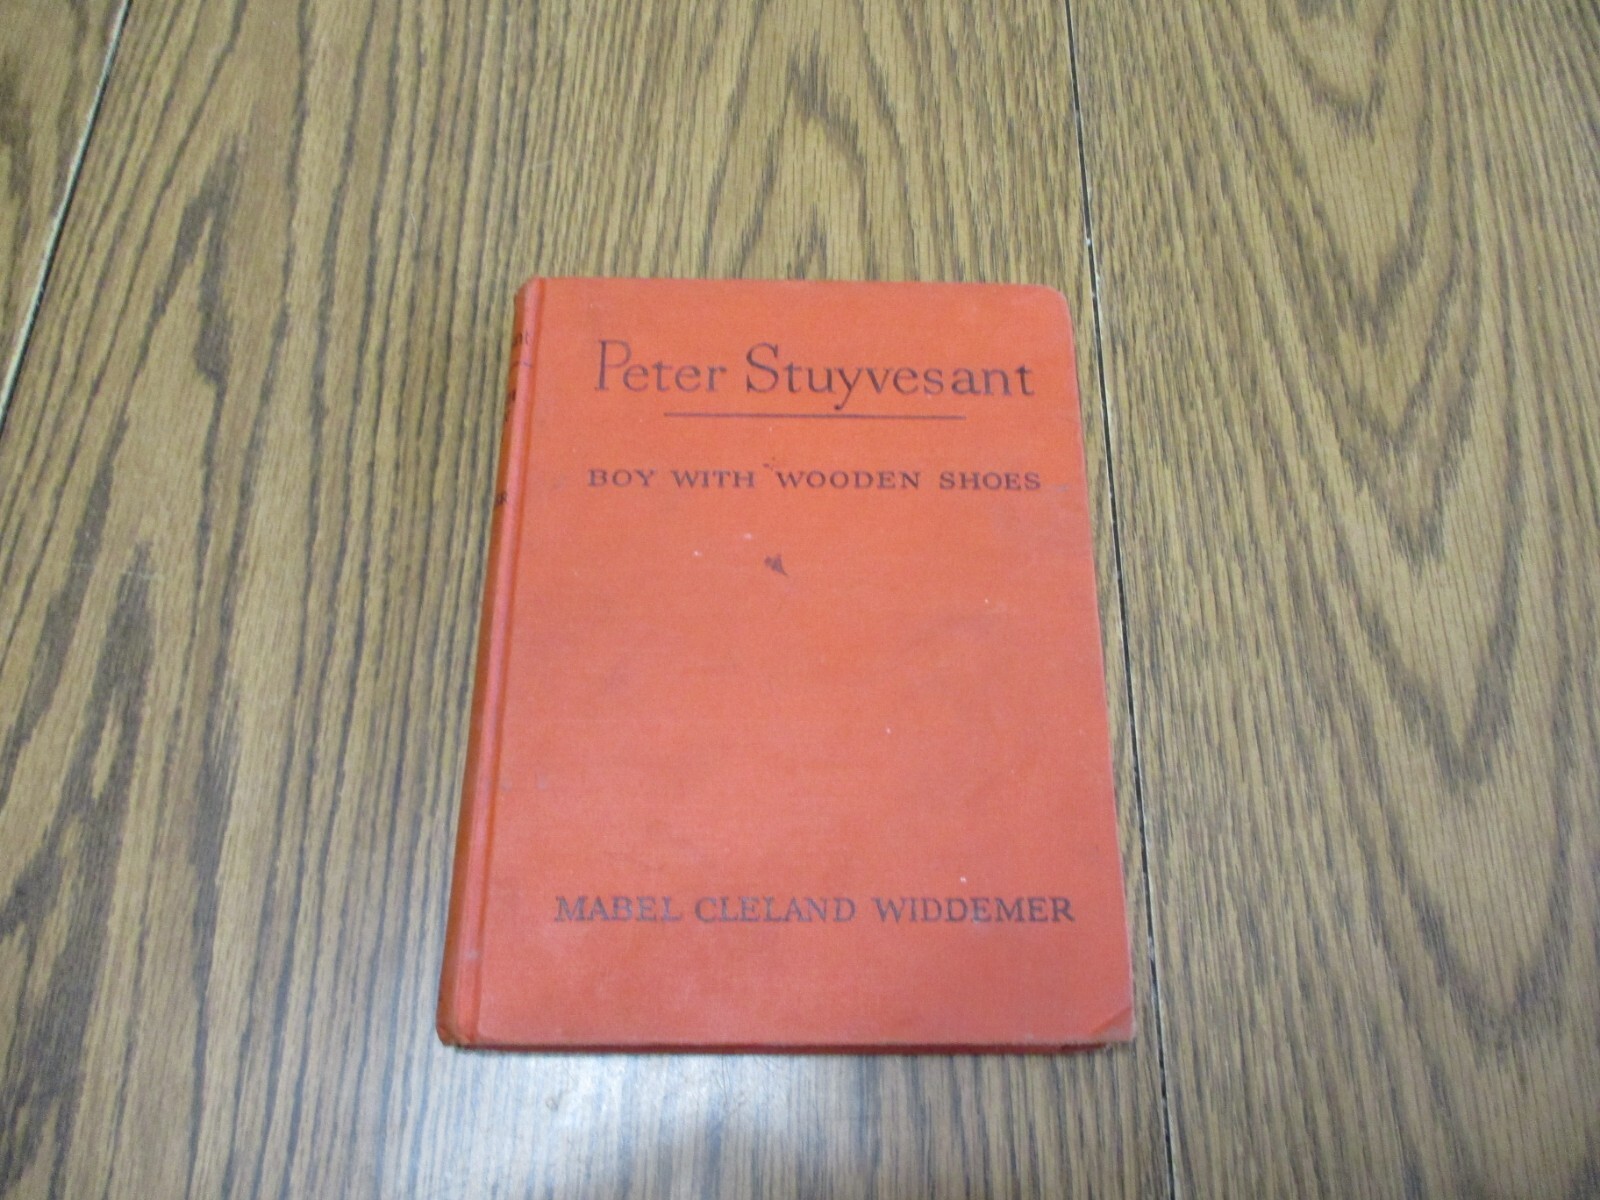 Peter Stuyvesant
BOY WITH WOODEN SHOES
MABEL CLELAND WIDDEMER